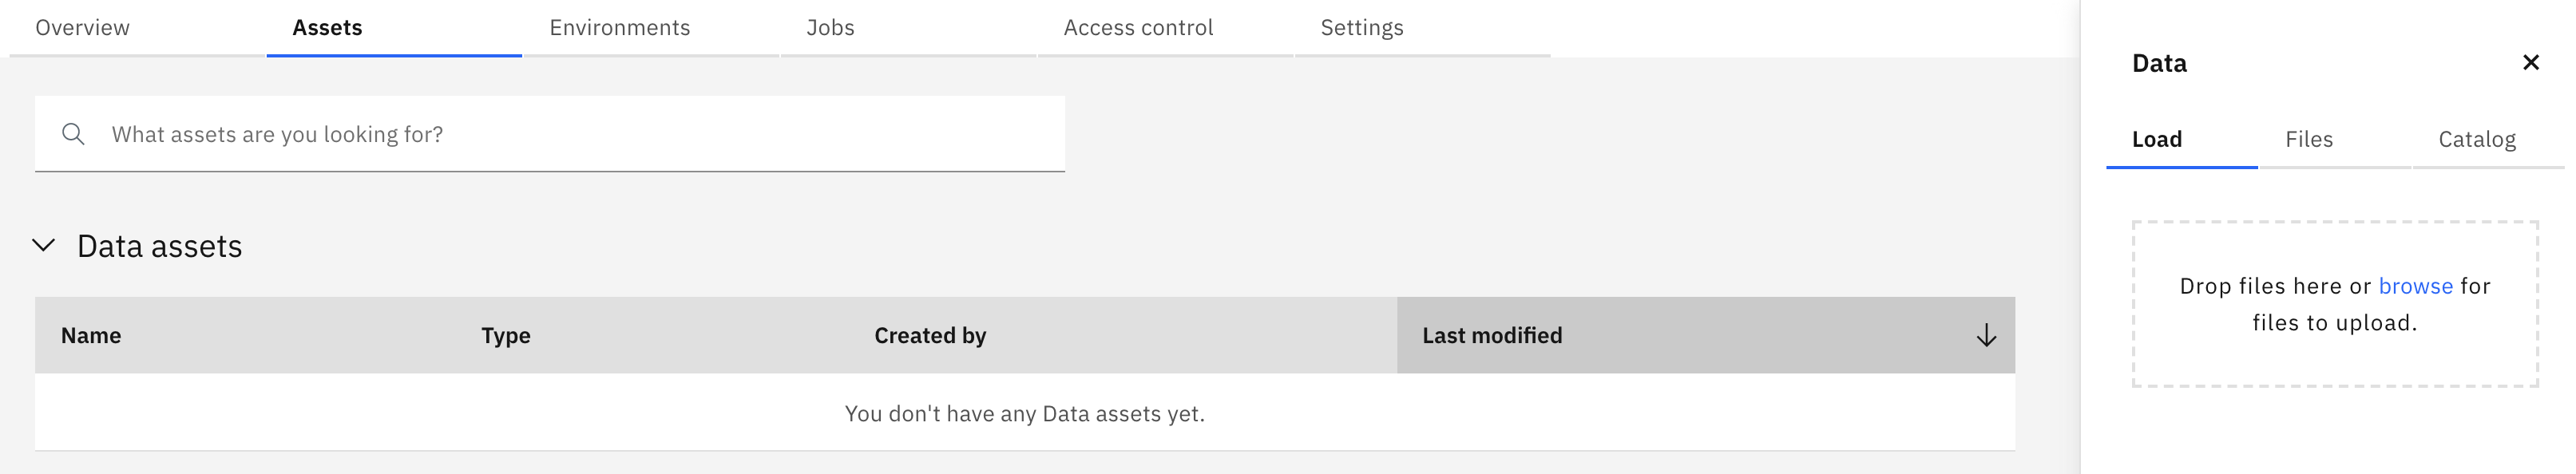 Overview Assets Environments Jobs Access control Settings
What assets are you looking for?
Data assets
Name Type Created by Last modified
You don't have any Data assets yet.
Data
Load Files Catalog
Drop files here or browse for
files to upload.